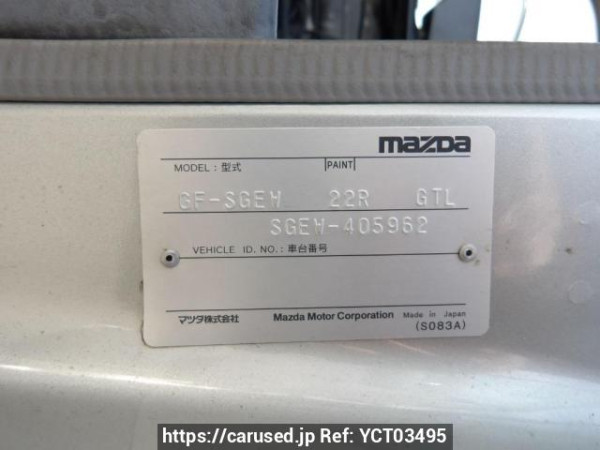 mazda
MODEL : 型式 PAINT
GF-SGEW 22R GTL
SGEW-405962
VEHICLE ID. NO. : 車台番号
マツダ株式会社 Mazda Motor Corporation Made in Japan
(S083A)
https://carused.jp Ref: YCT03495